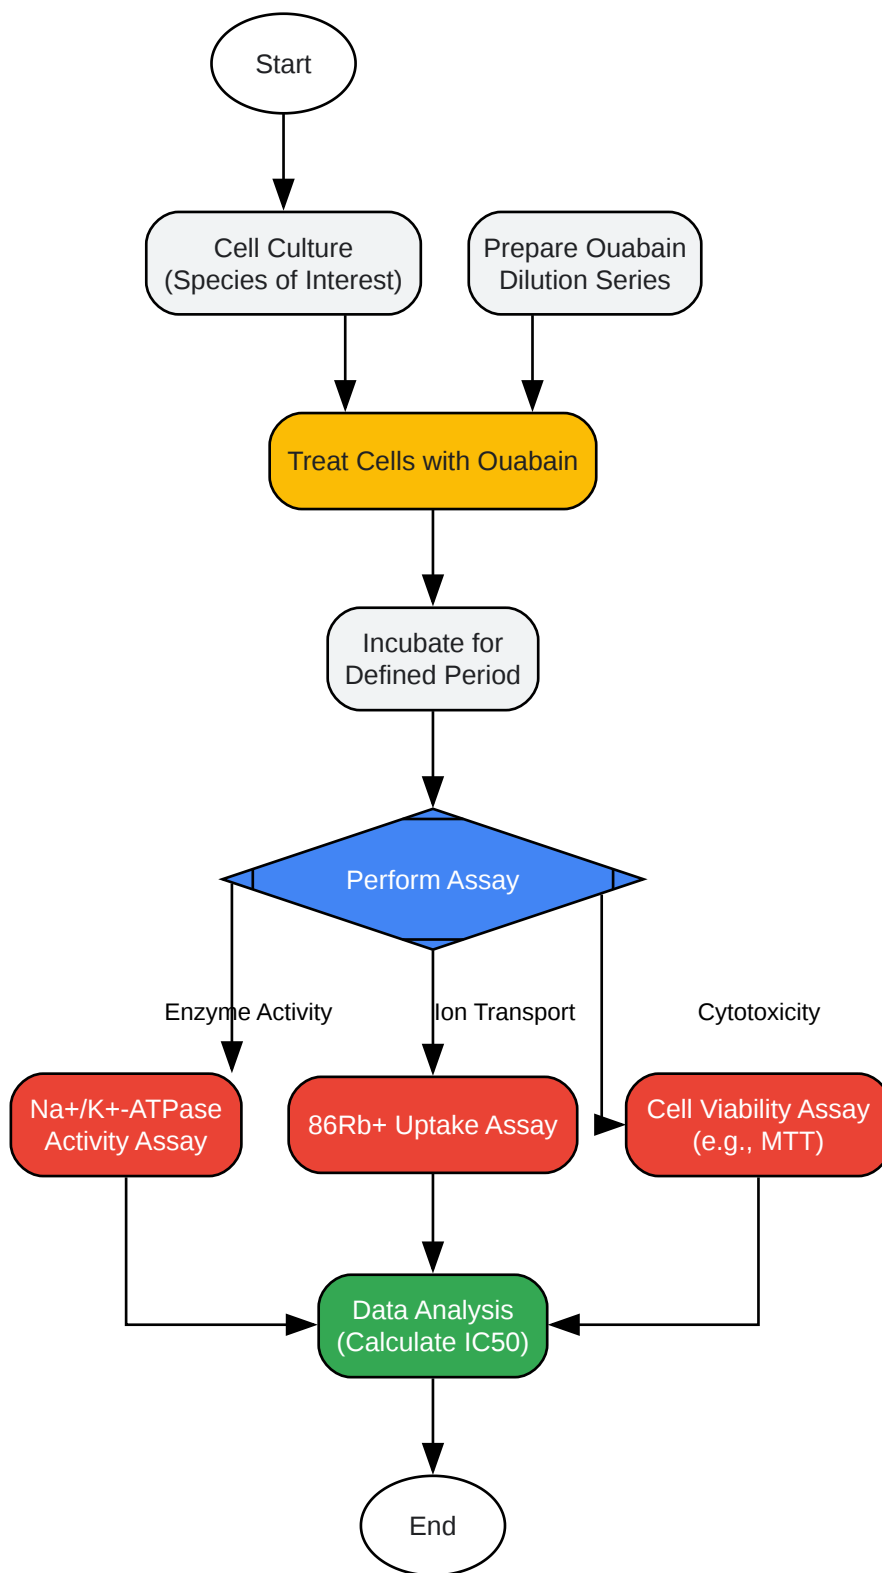 Start
Cell Culture
(Species of Interest)
Prepare Ouabain
Dilution Series
Treat Cells with Ouabain
Incubate for
Defined Period
Perform Assay
Enzyme Activity
Ion Transport
Cytotoxicity
Na+/K+-ATPase
Activity Assay
86Rb+ Uptake Assay
Cell Viability Assay
(e.g., MTT)
Data Analysis
(Calculate IC50)
End